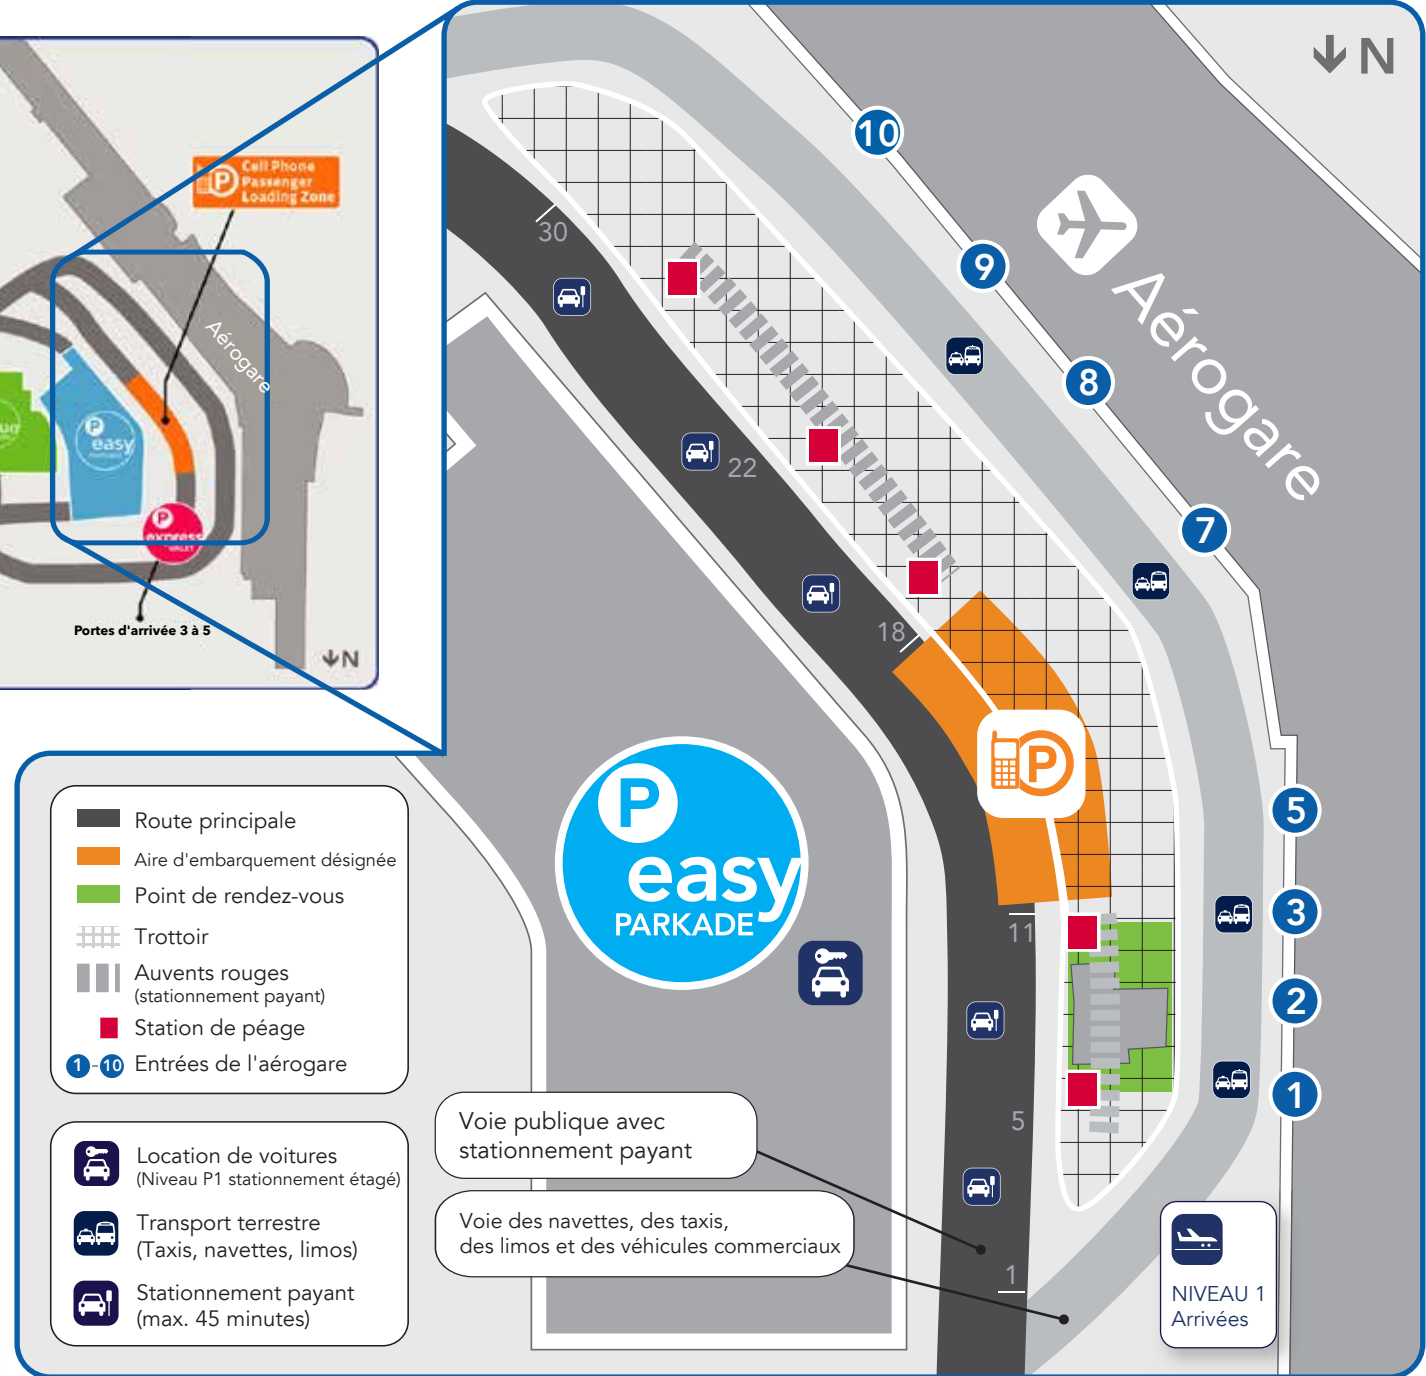 Cell Phone
Passenger
Loading Zone
P
Aérogare
P
easy
P
express
VALET
Portes d'arrivée 3 à 5
N
N
10
9
8
7
5
3
2
1
Aérogare
30
22
18
11
5
1
P
P
easy
PARKADE
Route principale
Aire d'embarquement désignée
Point de rendez-vous
Trottoir
Auvents rouges
(stationnement payant)
Station de péage
1-10 Entrées de l'aérogare
Location de voitures
(Niveau P1 stationnement étagé)
Transport terrestre
(Taxis, navettes, limos)
Stationnement payant
(max. 45 minutes)
Voie publique avec
stationnement payant
Voie des navettes, des taxis,
des limos et des véhicules commerciaux
NIVEAU 1
Arrivées